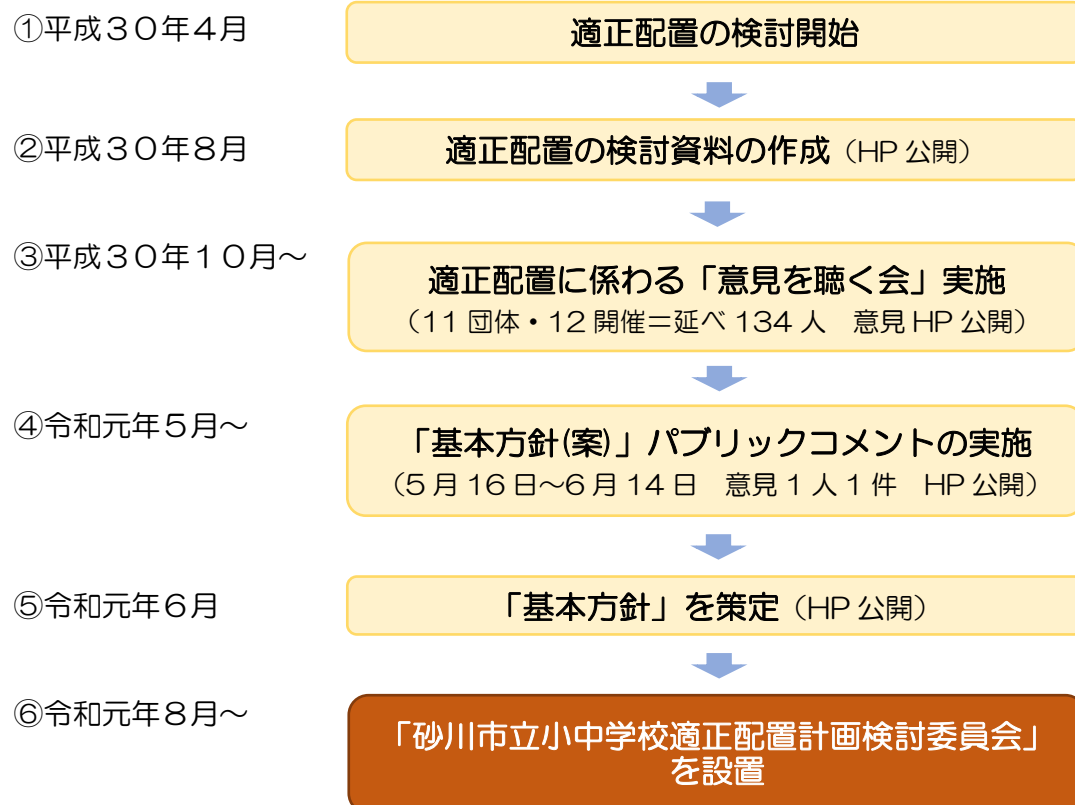 ①平成３０年４月
適正配置の検討開始
②平成３０年８月
適正配置の検討資料の作成（HP 公開）
③平成３０年１０月～
適正配置に係わる「意見を聴く会」実施
（11 団体・12 開催＝延べ 134 人　意見 HP 公開）
④令和元年５月～
「基本方針(案)」パブリックコメントの実施
（5 月 16 日～6 月 14 日　意見 1 人 1 件　HP 公開）
⑤令和元年６月
「基本方針」を策定（HP 公開）
⑥令和元年８月～
「砂川市立小中学校適正配置計画検討委員会」
を設置